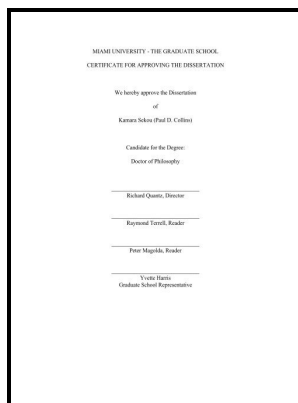 MIAMI UNIVERSITY - THE GRADUATE SCHOOL
CERTIFICATE FOR APPROVING THE DISSERTATION
We hereby approve the Dissertation
of
Kamara Sekou (Paul D. Collins)
Candidate for the Degree:
Doctor of Philosophy
Richard Quantz, Director
Raymond Terrell, Reader
Peter Magolda, Reader
Yvette Harris
Graduate School Representative